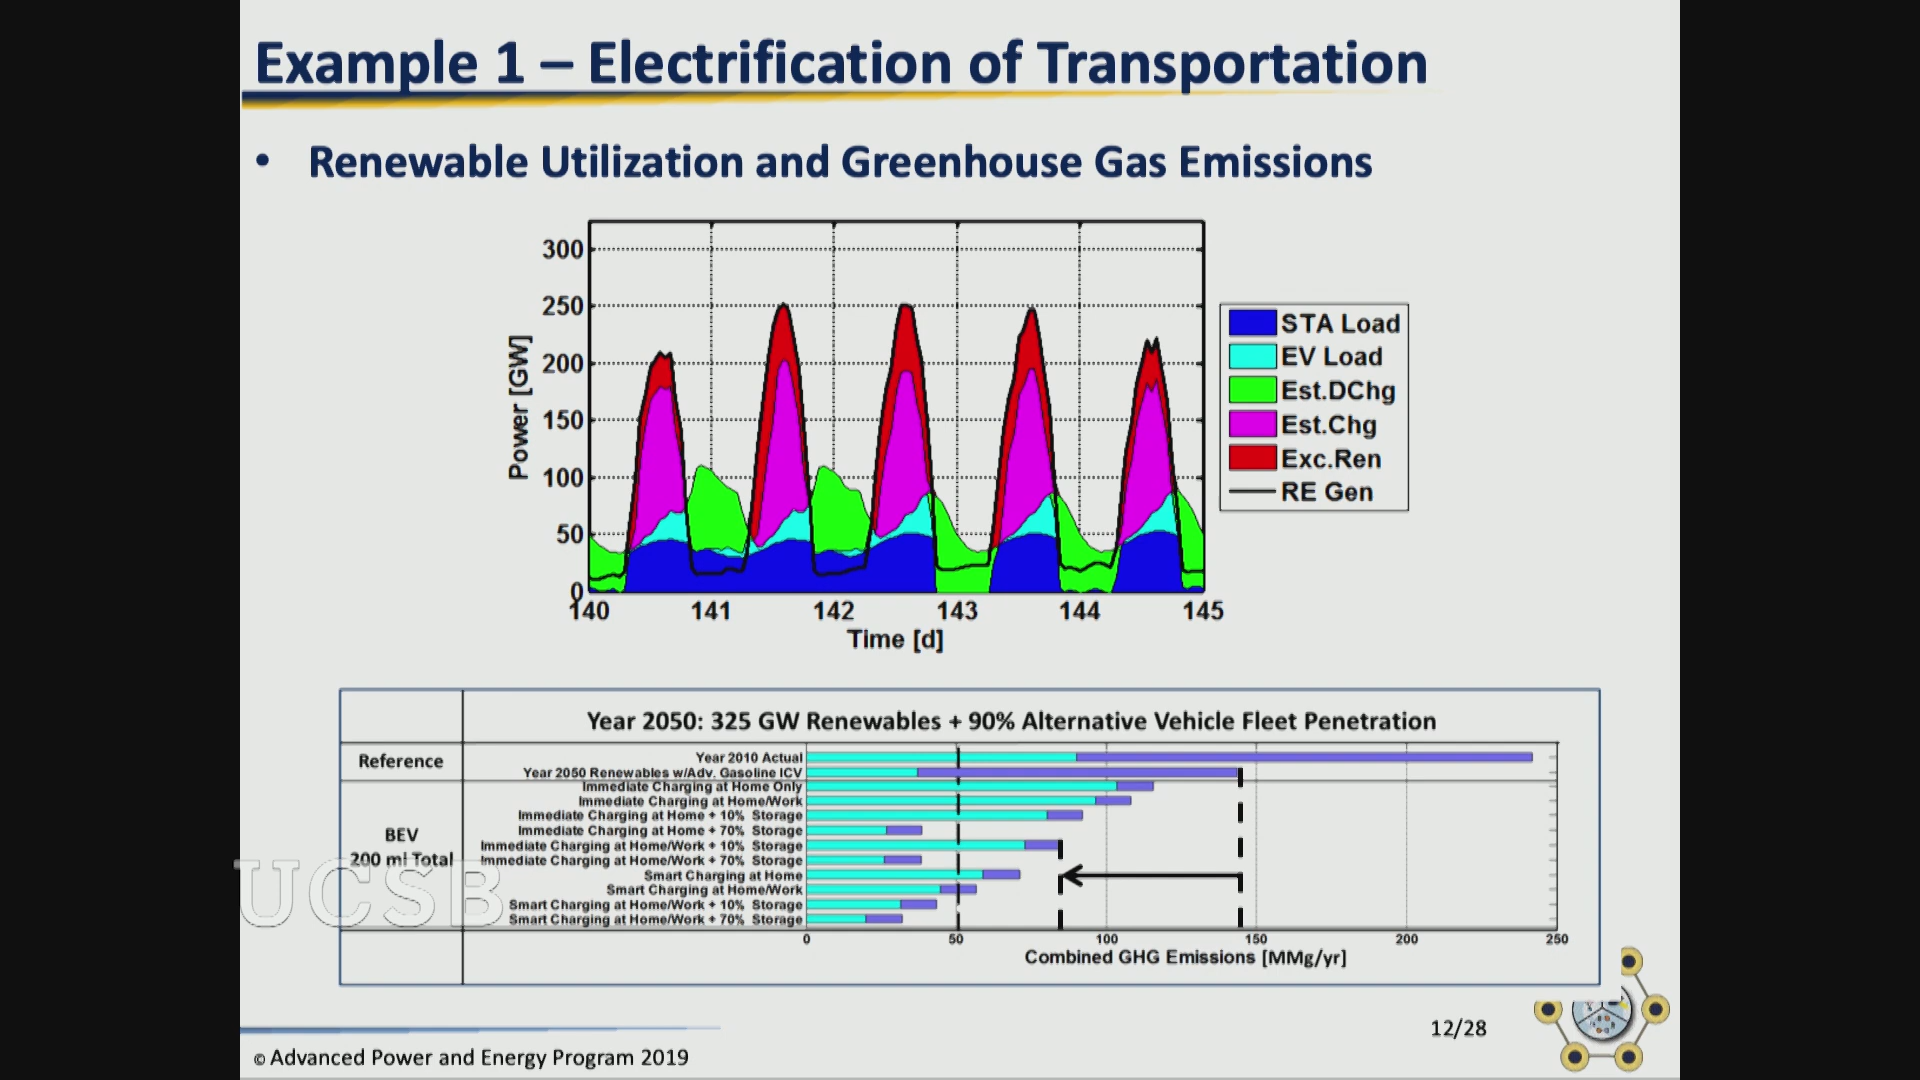 Example 1 – Electrification of Transportation
• Renewable Utilization and Greenhouse Gas Emissions
300
250
200
150
100
50
0
Power [GW]
140 141 142 143 144 145
Time [d]
STA Load
EV Load
Est.DChg
Est.Chg
Exc.Ren
RE Gen
Year 2050: 325 GW Renewables + 90% Alternative Vehicle Fleet Penetration
Reference
Year 2010 Actual
Year 2050 Renewables w/Adv. Gasoline ICV
BEV
200 mi Total
Immediate Charging at Home Only
Immediate Charging at Home/Work
Immediate Charging at Home + 10% Storage
Immediate Charging at Home + 70% Storage
Immediate Charging at Home/Work + 10% Storage
Immediate Charging at Home/Work + 70% Storage
Smart Charging at Home
Smart Charging at Home/Work
Smart Charging at Home/Work + 10% Storage
Smart Charging at Home/Work + 70% Storage
0 50 100 150 200 250
Combined GHG Emissions [MMg/yr]
UCSB
12/28
© Advanced Power and Energy Program 2019